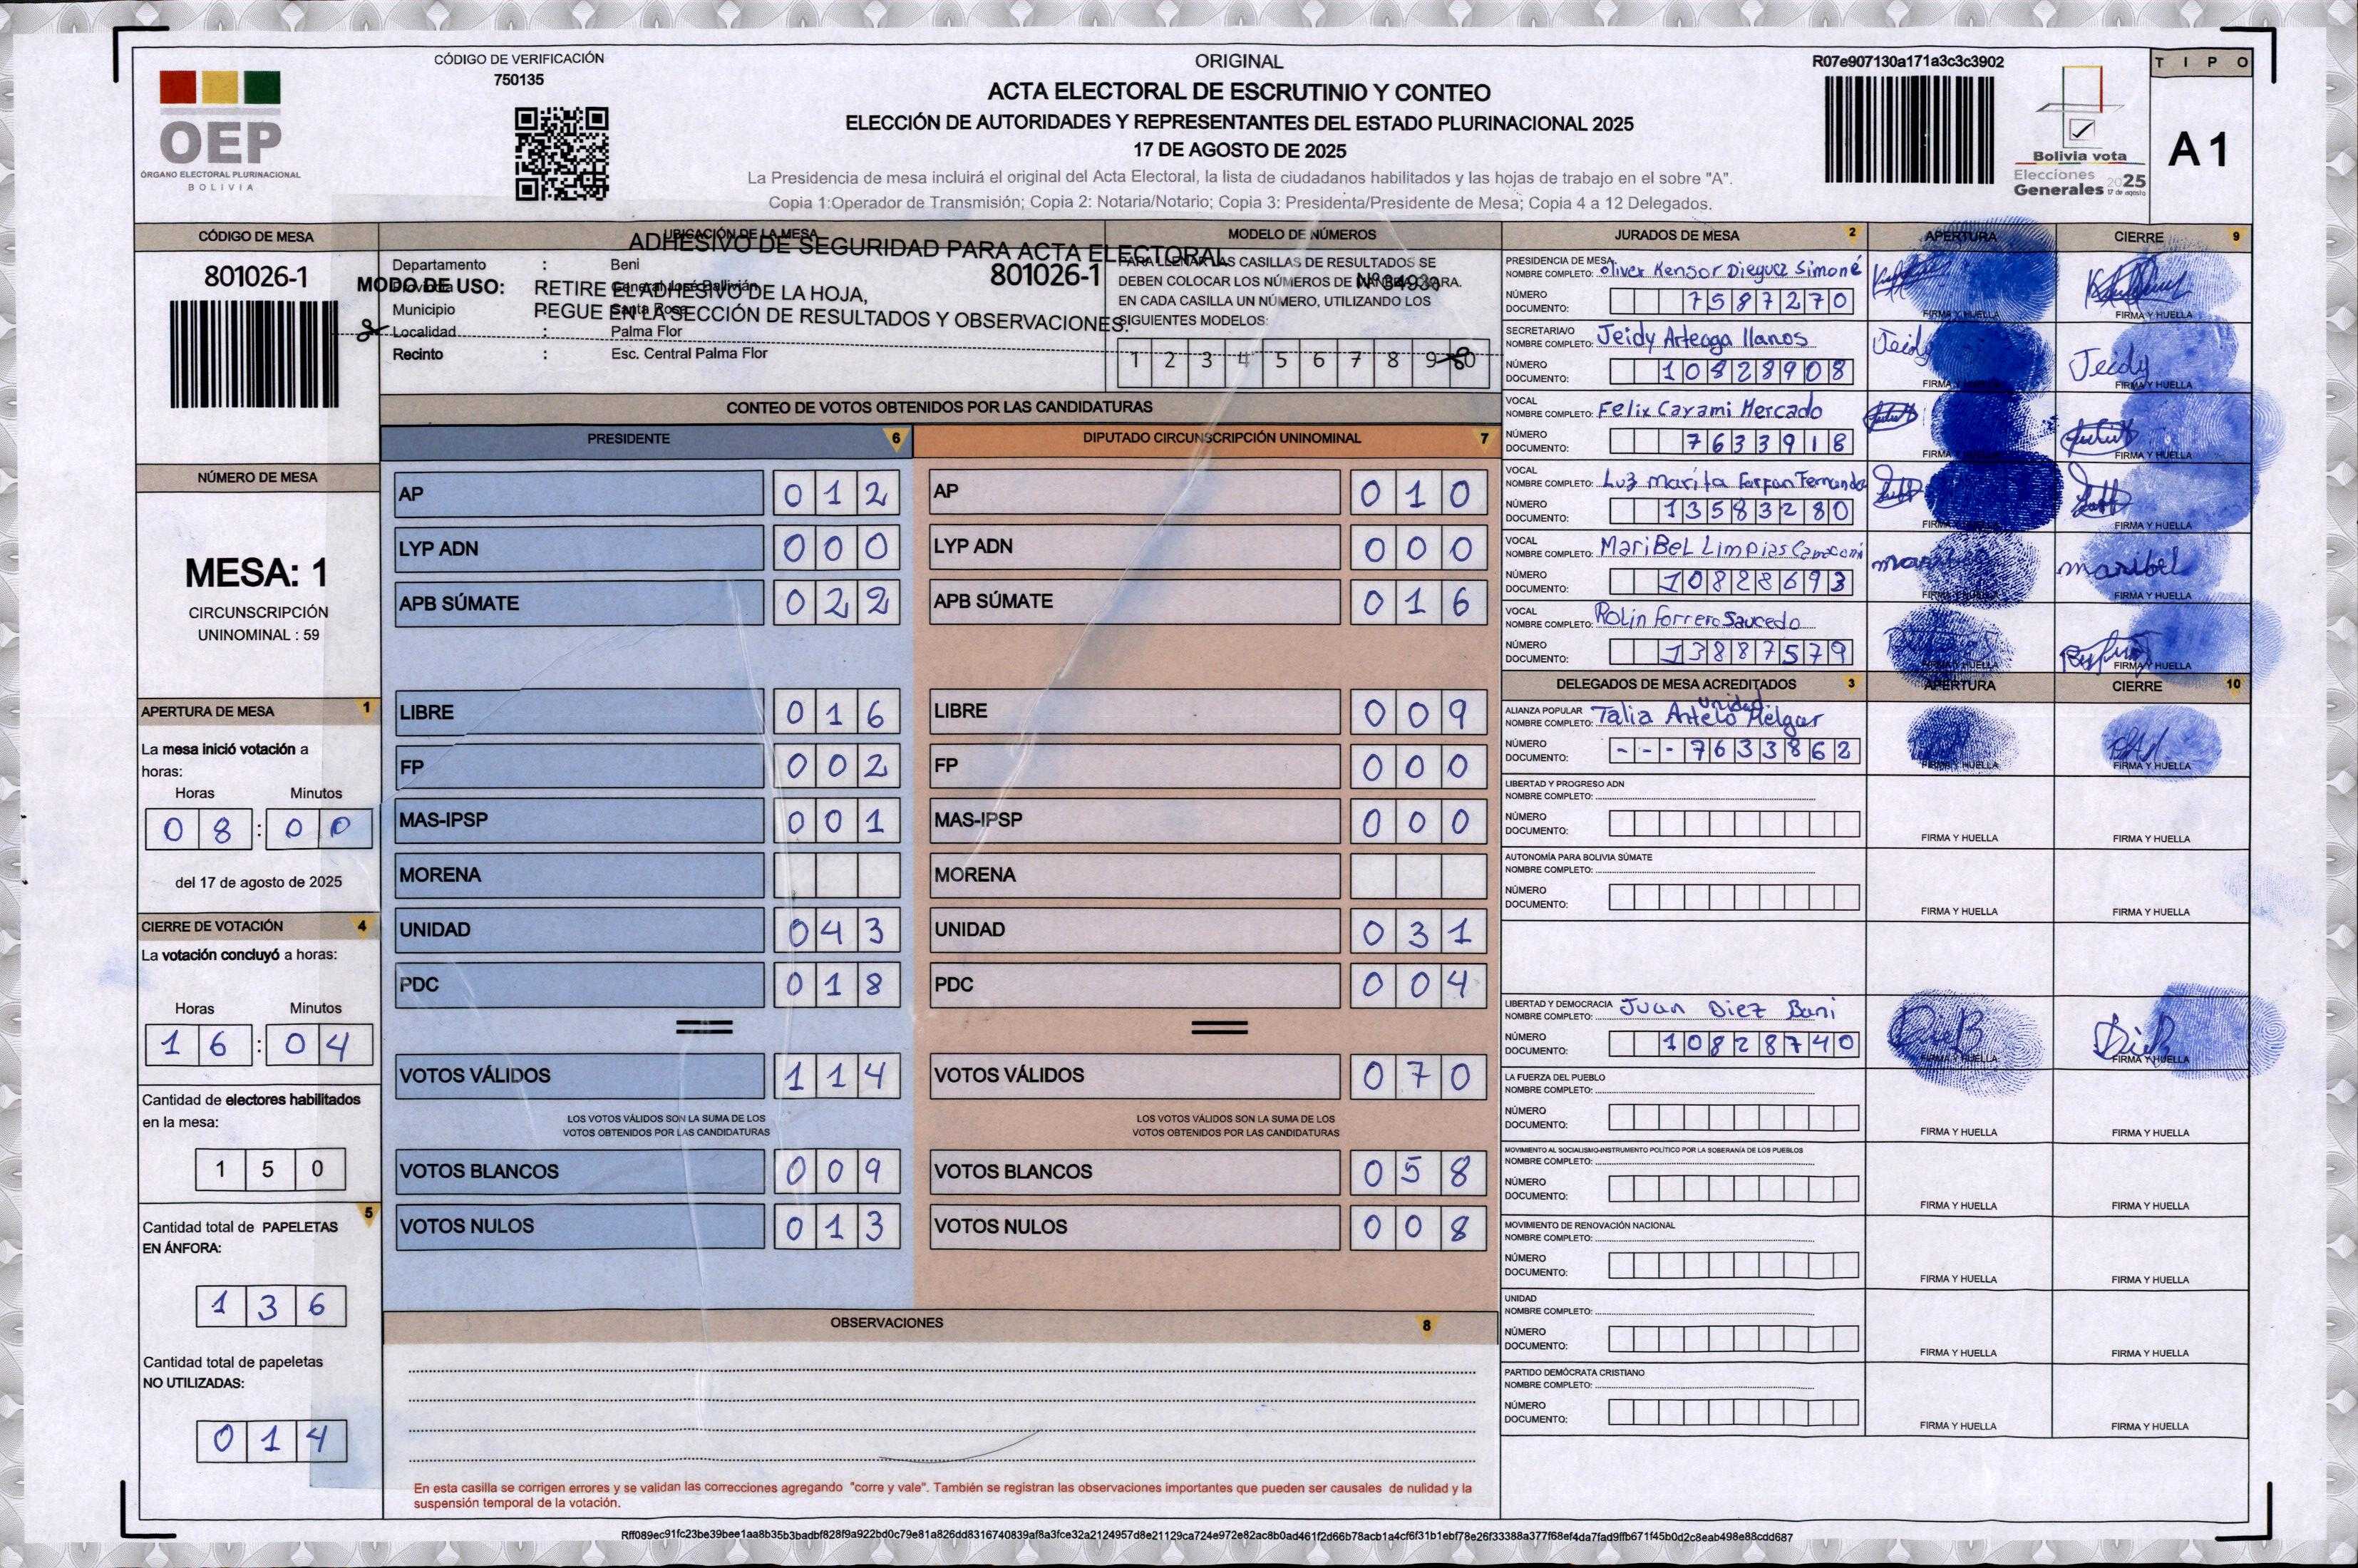 CÓDIGO DE VERIFICACIÓN
750135
OEP
ÓRGANO ELECTORAL PLURINACIONAL
BOLIVIA
ORIGINAL
ACTA ELECTORAL DE ESCRUTINIO Y CONTEO
ELECCIÓN DE AUTORIDADES Y REPRESENTANTES DEL ESTADO PLURINACIONAL 2025
17 DE AGOSTO DE 2025
La Presidencia de mesa incluirá el original del Acta Electoral, la lista de ciudadanos habilitados y las hojas de trabajo en el sobre "A".
Copia 1:Operador de Transmisión; Copia 2: Notaria/Notario; Copia 3: Presidenta/Presidente de Mesa; Copia 4 a 12 Delegados.
R07e907130a171a3c3c3902
Bolivia vota
Elecciones
Generales 2025
17 de agosto
TIPO
A 1
CÓDIGO DE MESA
801026-1
UBICACIÓN DE LA MESA
ADHESIVO DE SEGURIDAD PARA ACTA ELECTORAL
MODO DE USO: RETIRE EL ADHESIVO DE LA HOJA,
PEGUE EN LA SECCIÓN DE RESULTADOS Y OBSERVACIONES.
Departamento : Beni
801026-1
Provincia : General José Ballivián
Municipio : Santa Rosa
Localidad : Palma Flor
Recinto : Esc. Central Palma Flor
MODELO DE NÚMEROS
PARA LLENAR LAS CASILLAS DE RESULTADOS SE
DEBEN COLOCAR LOS NÚMEROS DE MANERA CLARA.
EN CADA CASILLA UN NÚMERO, UTILIZANDO LOS
SIGUIENTES MODELOS:
1 2 3 4 5 6 7 8 9 0
NÚMERO DE MESA
MESA: 1
CIRCUNSCRIPCIÓN
UNINOMINAL : 59
APERTURA DE MESA 1
La mesa inició votación a
horas:
Horas Minutos
08 : 00
del 17 de agosto de 2025
CIERRE DE VOTACIÓN 4
La votación concluyó a horas:
Horas Minutos
16 : 04
Cantidad de electores habilitados
en la mesa:
150
5
Cantidad total de PAPELETAS
EN ÁNFORA:
136
Cantidad total de papeletas
NO UTILIZADAS:
014
CONTEO DE VOTOS OBTENIDOS POR LAS CANDIDATURAS
PRESIDENTE 6
AP 012
LYP ADN 000
APB SÚMATE 022
LIBRE 016
FP 002
MAS-IPSP 001
MORENA
UNIDAD 043
PDC 018
VOTOS VÁLIDOS 114
LOS VOTOS VÁLIDOS SON LA SUMA DE LOS
VOTOS OBTENIDOS POR LAS CANDIDATURAS
VOTOS BLANCOS 009
VOTOS NULOS 013
DIPUTADO CIRCUNSCRIPCIÓN UNINOMINAL 7
AP 010
LYP ADN 000
APB SÚMATE 016
LIBRE 009
FP 000
MAS-IPSP 000
MORENA
UNIDAD 031
PDC 004
VOTOS VÁLIDOS 070
LOS VOTOS VÁLIDOS SON LA SUMA DE LOS
VOTOS OBTENIDOS POR LAS CANDIDATURAS
VOTOS BLANCOS 058
VOTOS NULOS 008
OBSERVACIONES 8
En esta casilla se corrigen errores y se validan las correcciones agregando "corre y vale". También se registran las observaciones importantes que pueden ser causales de nulidad y la
suspensión temporal de la votación.
JURADOS DE MESA 2 APERTURA CIERRE 9
PRESIDENCIA DE MESA
NOMBRE COMPLETO: Oliver Kensor Dieguez Simoné
NÚMERO
DOCUMENTO: 7587270
FIRMA Y HUELLA FIRMA Y HUELLA
SECRETARIA/O
NOMBRE COMPLETO: Jeidy Arteaga llanos
NÚMERO
DOCUMENTO: 10828908
Jeidy Jeidy
FIRMA Y HUELLA
VOCAL
NOMBRE COMPLETO: Felix Cayami Mercado
NÚMERO
DOCUMENTO: 7633918
FIRMA Y HUELLA
VOCAL
NOMBRE COMPLETO: Luz Marita Farfan
NÚMERO
DOCUMENTO: 13583280
FIRMA Y HUELLA
VOCAL
NOMBRE COMPLETO: MariBeL Limpias
NÚMERO
DOCUMENTO: 10828693
maribel
FIRMA Y HUELLA
VOCAL
NOMBRE COMPLETO: Rolin Forrero Saucedo
NÚMERO
DOCUMENTO: 13887579
FIRMA Y HUELLA FIRMA Y HUELLA
DELEGADOS DE MESA ACREDITADOS 3 APERTURA CIERRE 10
Unidad
ALIANZA POPULAR
NOMBRE COMPLETO: Talia Antelo Melgar
NÚMERO
DOCUMENTO: - - - 7633862
FIRMA Y HUELLA FIRMA Y HUELLA
LIBERTAD Y PROGRESO ADN
NOMBRE COMPLETO:
NÚMERO
DOCUMENTO:
FIRMA Y HUELLA FIRMA Y HUELLA
AUTONOMÍA PARA BOLIVIA SÚMATE
NOMBRE COMPLETO:
NÚMERO
DOCUMENTO:
FIRMA Y HUELLA FIRMA Y HUELLA
LIBERTAD Y DEMOCRACIA
NOMBRE COMPLETO: Juan Diez Bani
NÚMERO
DOCUMENTO: 10828740
DieB DieB
FIRMA Y HUELLA FIRMA Y HUELLA
LA FUERZA DEL PUEBLO
NOMBRE COMPLETO:
NÚMERO
DOCUMENTO:
FIRMA Y HUELLA FIRMA Y HUELLA
MOVIMIENTO AL SOCIALISMO-INSTRUMENTO POLÍTICO POR LA SOBERANÍA DE LOS PUEBLOS
NOMBRE COMPLETO:
NÚMERO
DOCUMENTO:
FIRMA Y HUELLA FIRMA Y HUELLA
MOVIMIENTO DE RENOVACIÓN NACIONAL
NOMBRE COMPLETO:
NÚMERO
DOCUMENTO:
FIRMA Y HUELLA FIRMA Y HUELLA
UNIDAD
NOMBRE COMPLETO:
NÚMERO
DOCUMENTO:
FIRMA Y HUELLA FIRMA Y HUELLA
PARTIDO DEMÓCRATA CRISTIANO
NOMBRE COMPLETO:
NÚMERO
DOCUMENTO:
FIRMA Y HUELLA FIRMA Y HUELLA